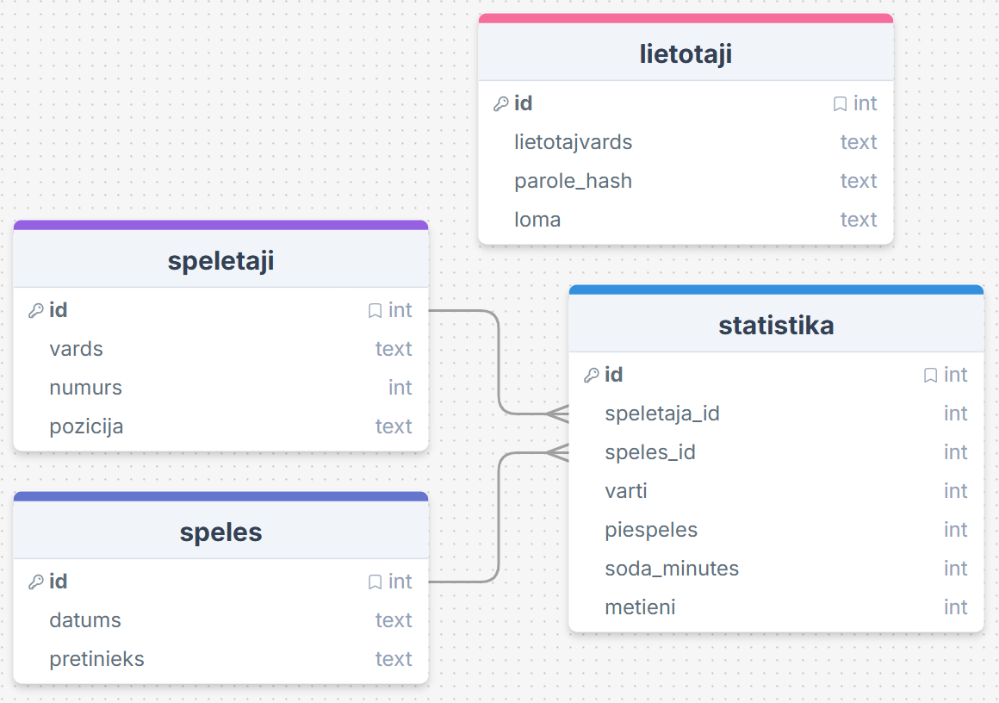 lietotaji
id int
lietotajvards text
parole_hash text
loma text
speletaji
id int
vards text
numurs int
pozicija text
statistika
id int
speletaja_id int
speles_id int
varti int
piespeles int
soda_minutes int
metieni int
speles
id int
datums text
pretinieks text